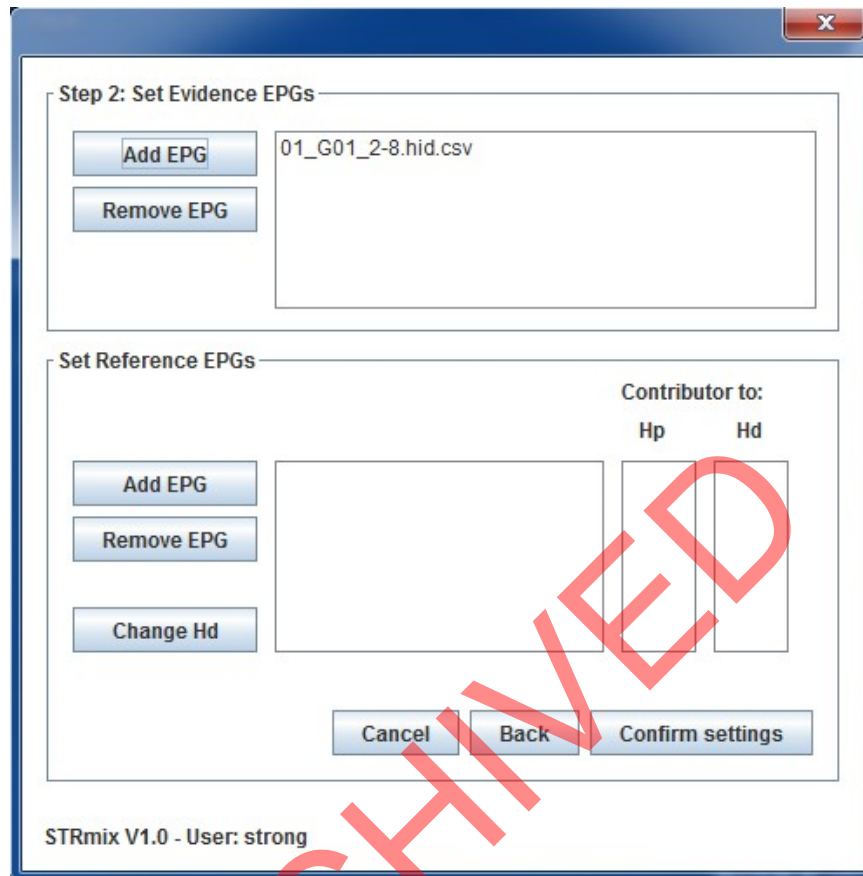 Step 2: Set Evidence EPGs
Add EPG
01_G01_2-8.hid.csv
Remove EPG
Set Reference EPGs
Contributor to:
Hp Hd
Add EPG
Remove EPG
Change Hd
Cancel Back Confirm settings
STRmix V1.0 - User: strong
CHIVED